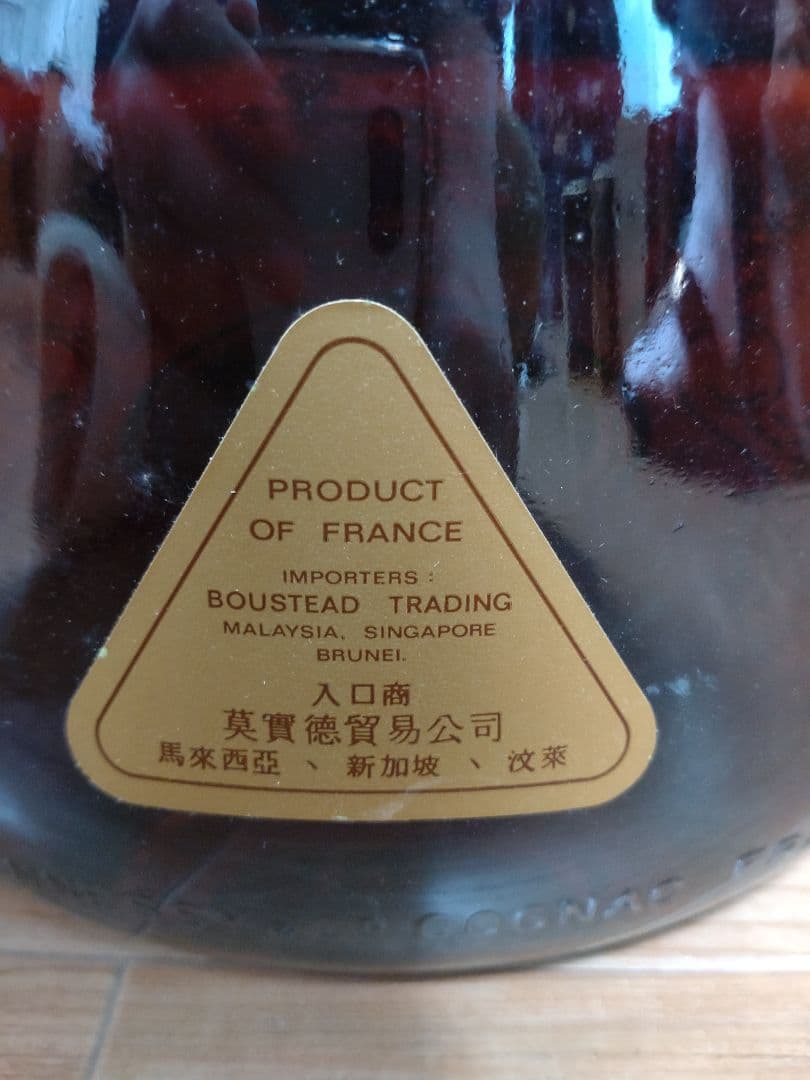 PRODUCT
OF FRANCE
IMPORTERS :
BOUSTEAD TRADING
MALAYSIA, SINGAPORE
BRUNEI.
入口商
莫實德貿易公司
馬來西亞、新加坡、汶萊
COGNAC